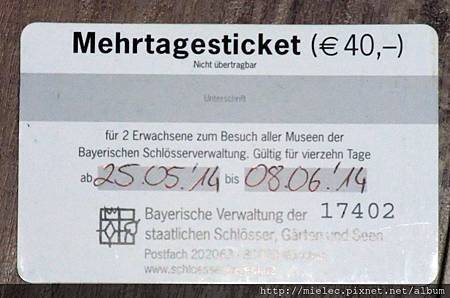 Mehrtagesticket (€ 40,–)
Nicht übertragbar
Unterschrift
für 2 Erwachsene zum Besuch aller Museen der
Bayerischen Schlösserverwaltung. Gültig für vierzehn Tage
ab 25.05.'14 bis 08.06.'14
Bayerische Verwaltung der 17402
staatlichen Schlösser, Gärten und Seen
Postfach 202063
http://mielec.pixnet.net/album